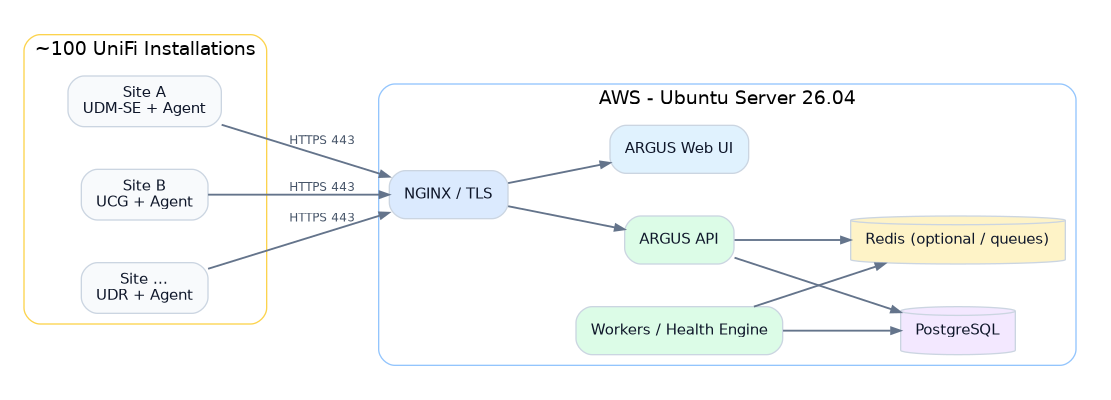 ~100 UniFi Installations
Site A
UDM-SE + Agent
HTTPS 443
Site B
UCG + Agent
HTTPS 443
HTTPS 443
Site ...
UDR + Agent
AWS - Ubuntu Server 26.04
NGINX / TLS
ARGUS Web UI
ARGUS API
Redis (optional / queues)
Workers / Health Engine
PostgreSQL